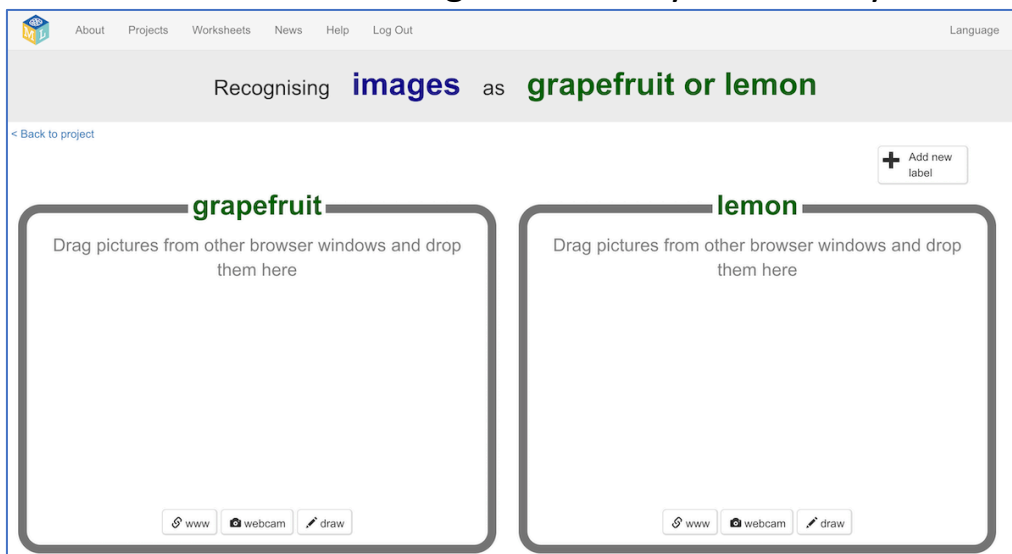 About Projects Worksheets News Help Log Out Language
Recognising images as grapefruit or lemon
< Back to project
Add new
label
grapefruit
Drag pictures from other browser windows and drop
them here
www webcam draw
lemon
Drag pictures from other browser windows and drop
them here
www webcam draw